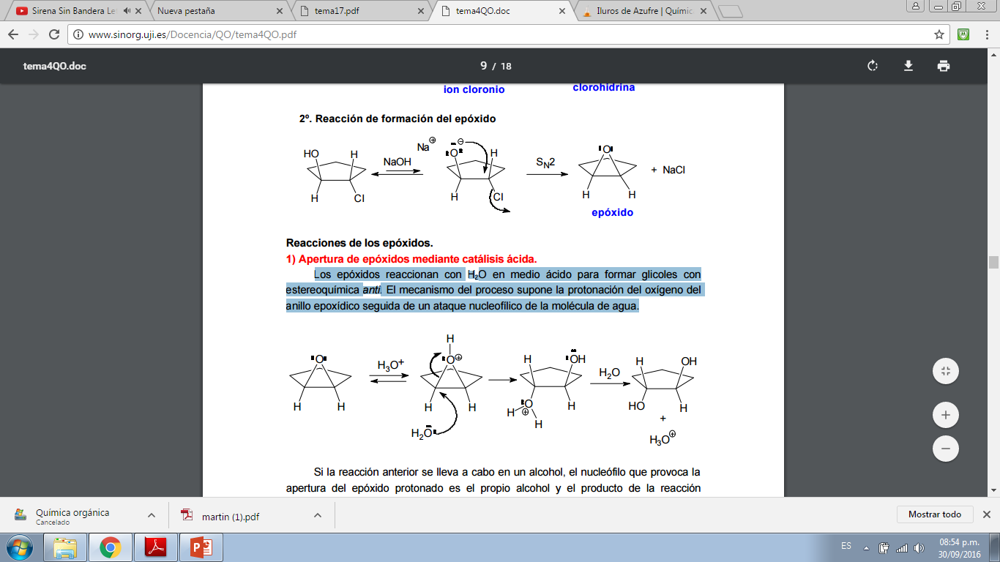 Sirena Sin Bandera Le
Nueva pestaña
tema17.pdf
tema4QO.doc
Iluros de Azufre | Químic
www.sinorg.uji.es/Docencia/QO/tema4QO.pdf
tema4QO.doc
9 / 18
ion cloronio
clorohidrina
2º. Reacción de formación del epóxido
HO H H Cl
NaOH
Na⊕
⊖ O H H Cl
SN2
O H H
+ NaCl
epóxido
Reacciones de los epóxidos.
1) Apertura de epóxidos mediante catálisis ácida.
Los epóxidos reaccionan con H₂O en medio ácido para formar glicoles con
estereoquímica anti. El mecanismo del proceso supone la protonación del oxígeno del
anillo epoxídico seguida de un ataque nucleofílico de la molécula de agua.
O H H
H₃O⁺
H O⊕ H H
H₂O
H OH H O⊕ H H
H₂O
H OH HO H
+
H₃O⊕
Si la reacción anterior se lleva a cabo en un alcohol, el nucleófilo que provoca la
apertura del epóxido protonado es el propio alcohol y el producto de la reacción
Química orgánica
Cancelado
martin (1).pdf
Mostrar todo
ES
08:54 p.m.
30/09/2016